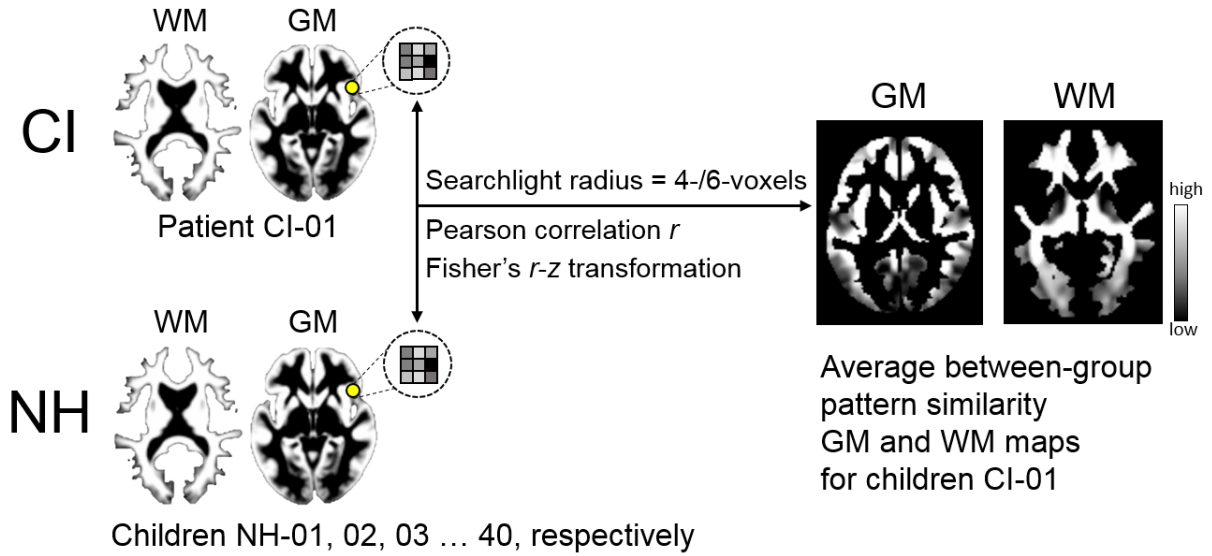 WM GM
CI
Patient CI-01
Searchlight radius = 4-/6-voxels
Pearson correlation r
Fisher's r-z transformation
WM GM
NH
Children NH-01, 02, 03 … 40, respectively
GM WM
high
low
Average between-group
pattern similarity
GM and WM maps
for children CI-01